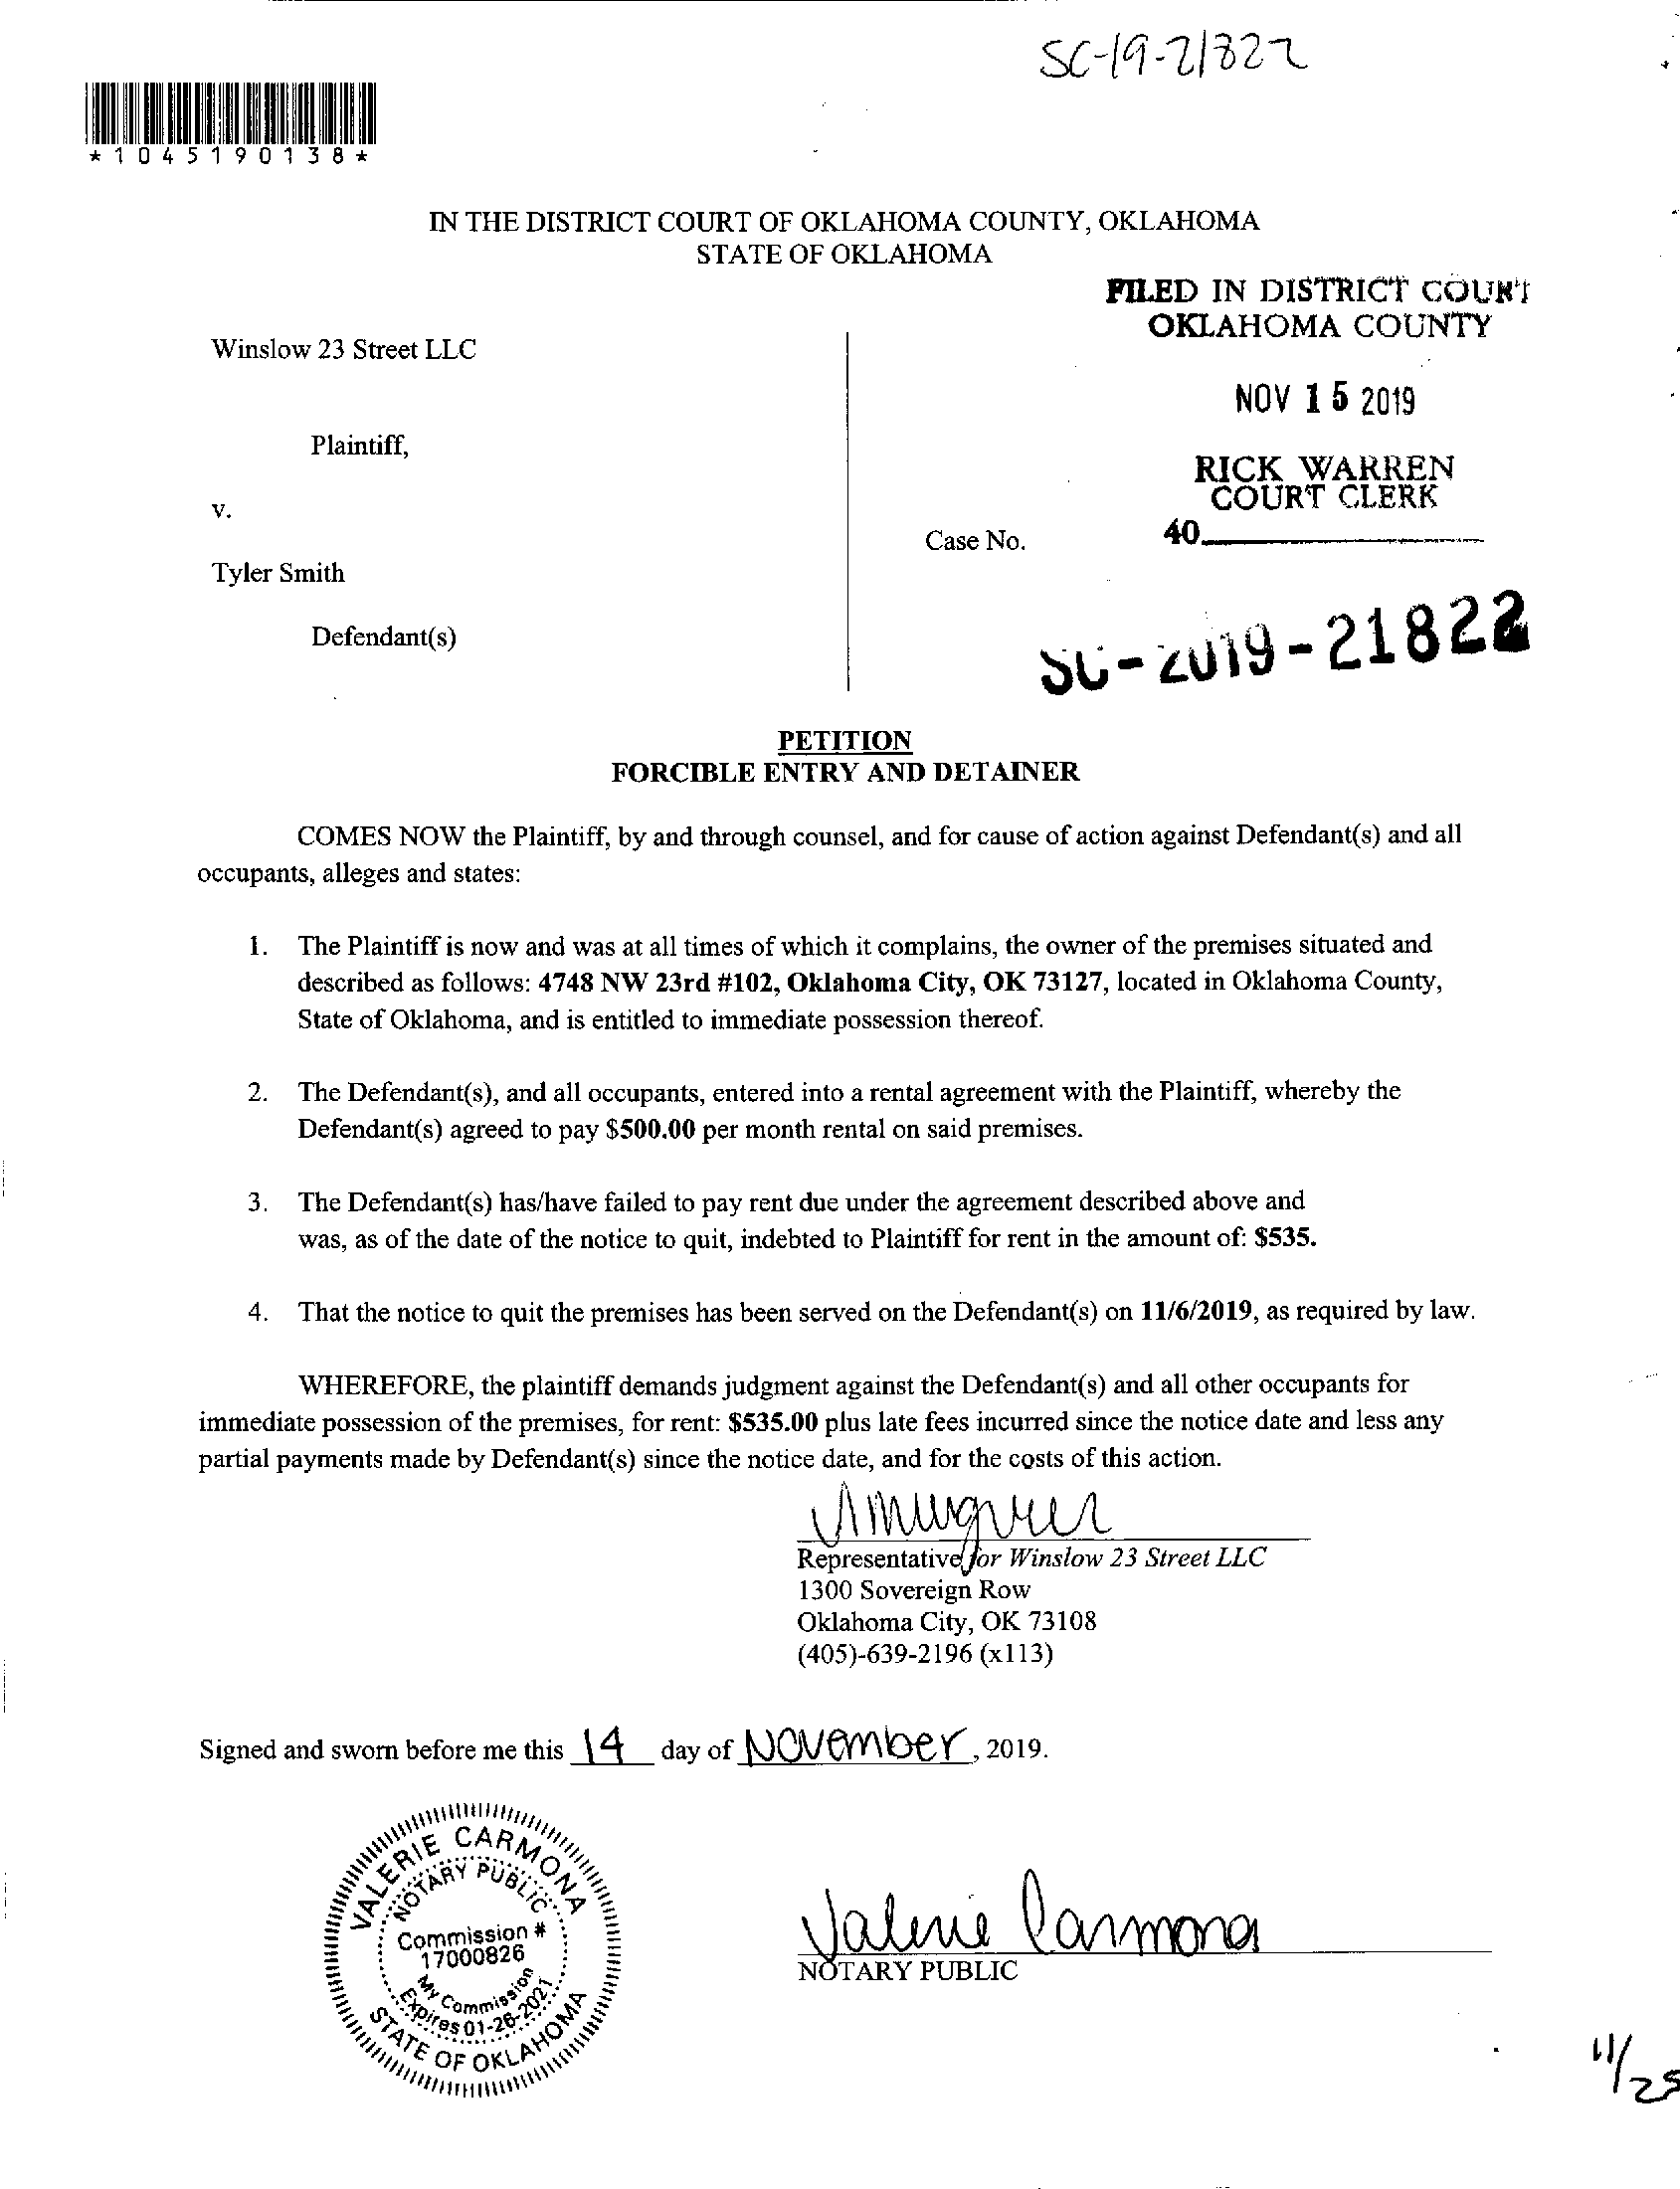 SC-19-21822
*1045190138*
IN THE DISTRICT COURT OF OKLAHOMA COUNTY, OKLAHOMA
STATE OF OKLAHOMA
FILED IN DISTRICT COURT
OKLAHOMA COUNTY
Winslow 23 Street LLC
NOV 15 2019
Plaintiff,
RICK WARREN
COURT CLERK
v.
Case No.
40
Tyler Smith
Defendant(s)
SC-2019-21822
PETITION
FORCIBLE ENTRY AND DETAINER
COMES NOW the Plaintiff, by and through counsel, and for cause of action against Defendant(s) and all
occupants, alleges and states:
1. The Plaintiff is now and was at all times of which it complains, the owner of the premises situated and
described as follows: 4748 NW 23rd #102, Oklahoma City, OK 73127, located in Oklahoma County,
State of Oklahoma, and is entitled to immediate possession thereof.
2. The Defendant(s), and all occupants, entered into a rental agreement with the Plaintiff, whereby the
Defendant(s) agreed to pay $500.00 per month rental on said premises.
3. The Defendant(s) has/have failed to pay rent due under the agreement described above and
was, as of the date of the notice to quit, indebted to Plaintiff for rent in the amount of: $535.
4. That the notice to quit the premises has been served on the Defendant(s) on 11/6/2019, as required by law.
WHEREFORE, the plaintiff demands judgment against the Defendant(s) and all other occupants for
immediate possession of the premises, for rent: $535.00 plus late fees incurred since the notice date and less any
partial payments made by Defendant(s) since the notice date, and for the costs of this action.
Representative for Winslow 23 Street LLC
1300 Sovereign Row
Oklahoma City, OK 73108
(405)-639-2196 (x113)
Signed and sworn before me this 14 day of November, 2019.
VALERIE CARMONA
NOTARY PUBLIC
Commission #
17000826
My Commission
Expires 01-26-2021
STATE OF OKLAHOMA
Valerie Carmona
NOTARY PUBLIC
11/25